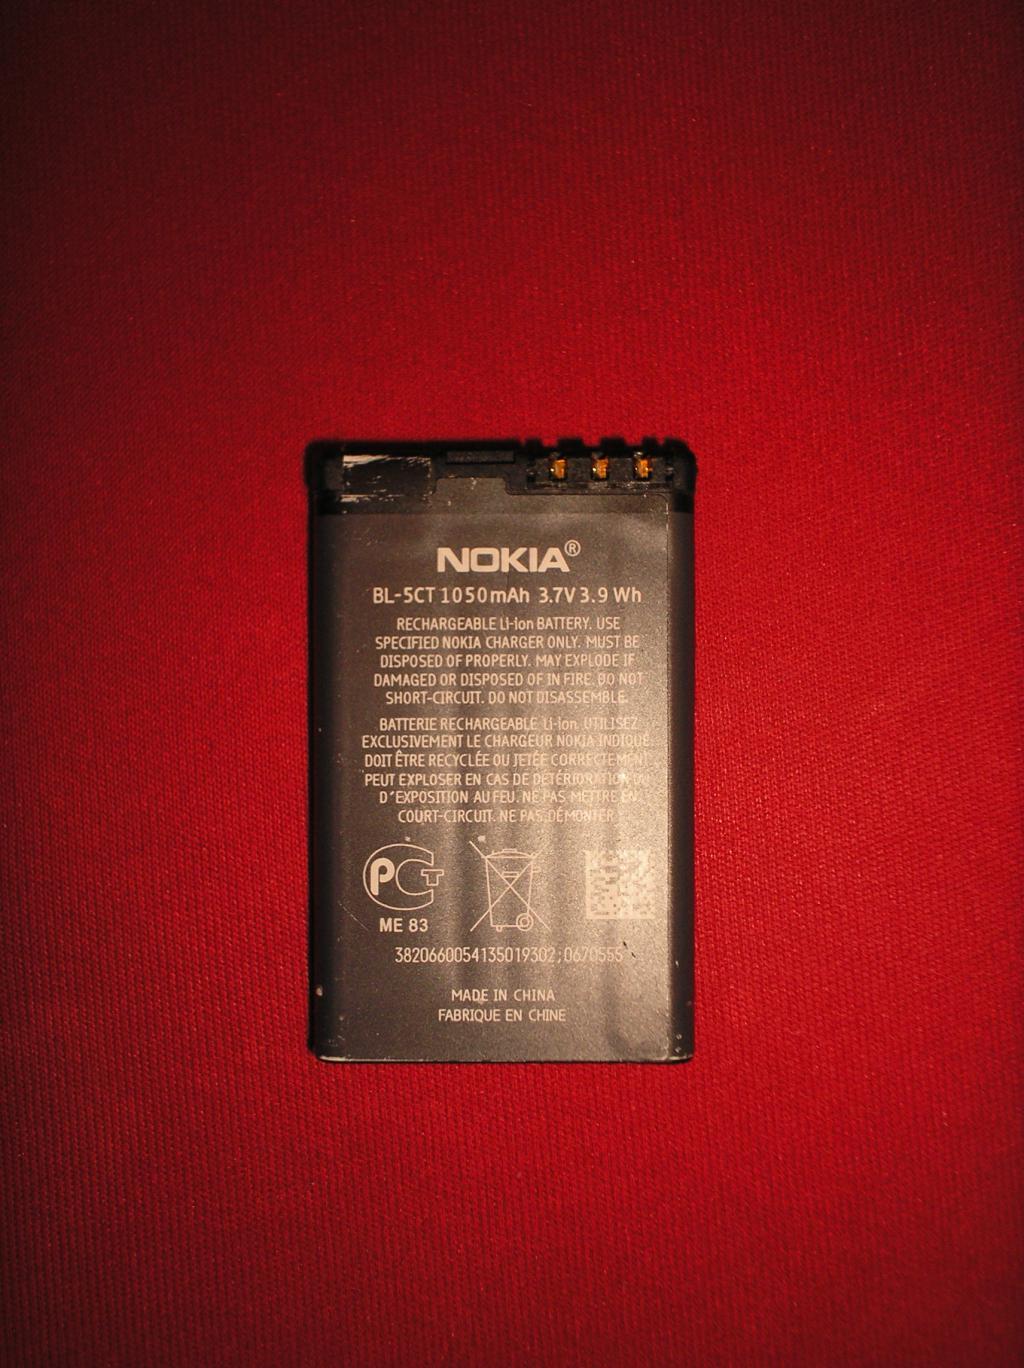 NOKIA®
BL-5CT 1050mAh 3.7V 3.9 Wh
RECHARGEABLE Li-ion BATTERY. USE
SPECIFIED NOKIA CHARGER ONLY. MUST BE
DISPOSED OF PROPERLY. MAY EXPLODE IF
DAMAGED OR DISPOSED OF IN FIRE. DO NOT
SHORT-CIRCUIT. DO NOT DISASSEMBLE.
BATTERIE RECHARGEABLE Li-ion. UTILISEZ
EXCLUSIVEMENT LE CHARGEUR NOKIA INDIQUÉ.
DOIT ÊTRE RECYCLÉE OU JETÉE CORRECTEMENT.
PEUT EXPLOSER EN CAS DE DÉTÉRIORATION OU
D'EXPOSITION AU FEU. NE PAS METTRE EN
COURT-CIRCUIT. NE PAS DÉMONTER.
РСТ
ME 83
3820660054135019302;0670555
MADE IN CHINA
FABRIQUE EN CHINE